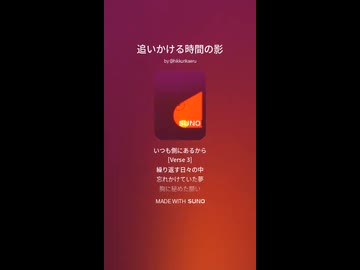 追いかける時間の影
by @hikkurikaeru
SUNO
いつも側にあるから
[Verse 3]
繰り返す日々の中
忘れかけていた夢
胸に秘めた願い
MADE WITH SUNO